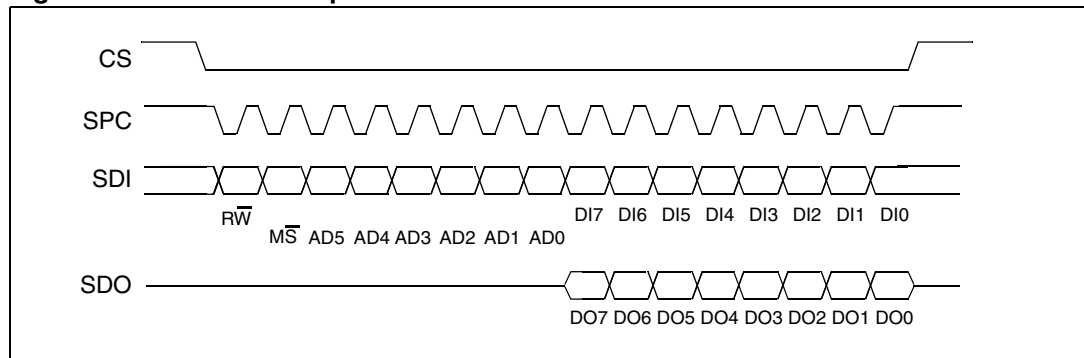 CS
SPC
SDI
DI7 DI6 DI5 DI4 DI3 DI2 DI1 DI0
RW̅
MS̅ AD5 AD4 AD3 AD2 AD1 AD0
SDO
DO7 DO6 DO5 DO4 DO3 DO2 DO1 DO0